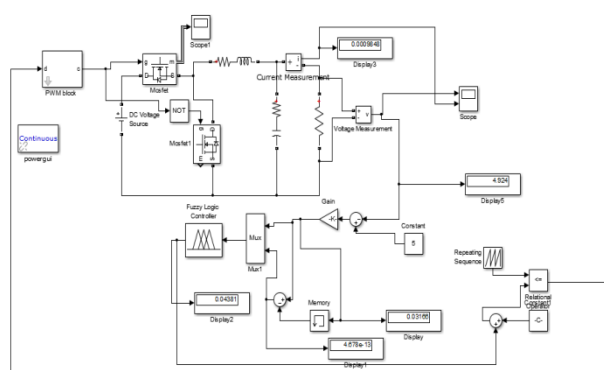 0.0009848
Display3
Scope1
g
m
D
S
Mosfet
d
c
PWM block
+
i
-
Current Measurement
DC Voltage
Source
NOT
Mosfet1
+
v
-
Voltage Measurement
Scope
Continuous
powergui
4.924
Display5
Gain
-K-
Constant
5
Fuzzy Logic
Controller
Mux
Mux1
Repeating
Sequence
<=
Relational
Operator
Constant1
-C-
0.04381
Display2
Memory
0.03166
Display
4.678e-13
Display1